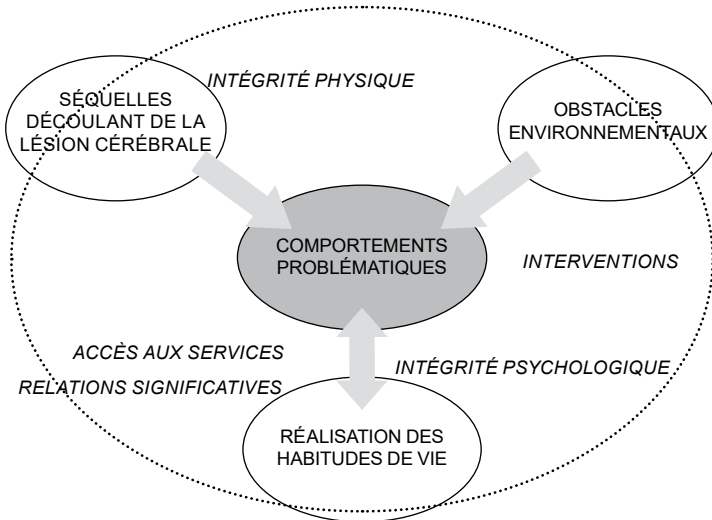 INTÉGRITÉ PHYSIQUE
SÉQUELLES
DÉCOULANT DE LA
LÉSION CÉRÉBRALE
OBSTACLES
ENVIRONNEMENTAUX
COMPORTEMENTS
PROBLÉMATIQUES
INTERVENTIONS
ACCÈS AUX SERVICES
RELATIONS SIGNIFICATIVES
INTÉGRITÉ PSYCHOLOGIQUE
RÉALISATION DES
HABITUDES DE VIE